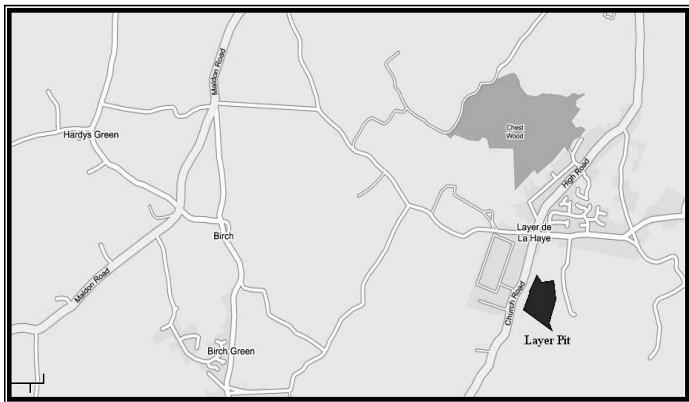 Maldon Road
Hardys Green
Chest
Wood
High Road
Birch
Layer de
La Haye
Maldon Road
Church Road
Layer Pit
Birch Green